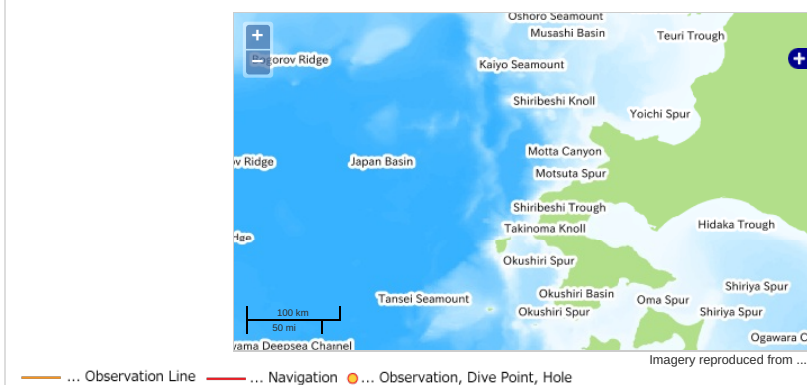 +
−
Oshoro Seamount
Musashi Basin
Teuri Trough
Bogorov Ridge
Kaiyo Seamount
+
Shiribeshi Knoll
Yoichi Spur
Motta Canyon
ov Ridge
Japan Basin
Motsuta Spur
Shiribeshi Trough
Takinoma Knoll
Hidaka Trough
dge
Okushiri Spur
Shiriya Spur
Tansei Seamount
Okushiri Basin
Oma Spur
Okushiri Spur
Shiriya Spur
100 km
50 mi
yama Deepsea Channel
Ogawara C
Imagery reproduced from ...
... Observation Line ... Navigation ... Observation, Dive Point, Hole